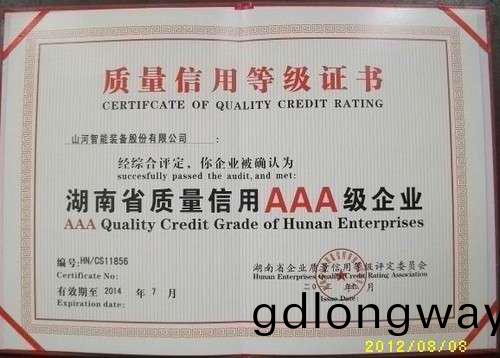 质量信用等级证书
CERTIFCATE OF QUALITY CREDIT RATING
山河智能装备股份有限公司:
经综合评定、你企业被确认为
succesfully passed the audit,and met:
湖南省质量信用AAA级企业
AAA Quality Credit Grade of Hunan Enterprises
编号:HN/CS11856
Certificate No:
有效期至 2014 年 7 月
Expiration date:
湖南省企业质量信用等级评定委员会
Hunan Enterprises Quality Credit Rating Association
Issue Date:
gdlongway
2012/08/08